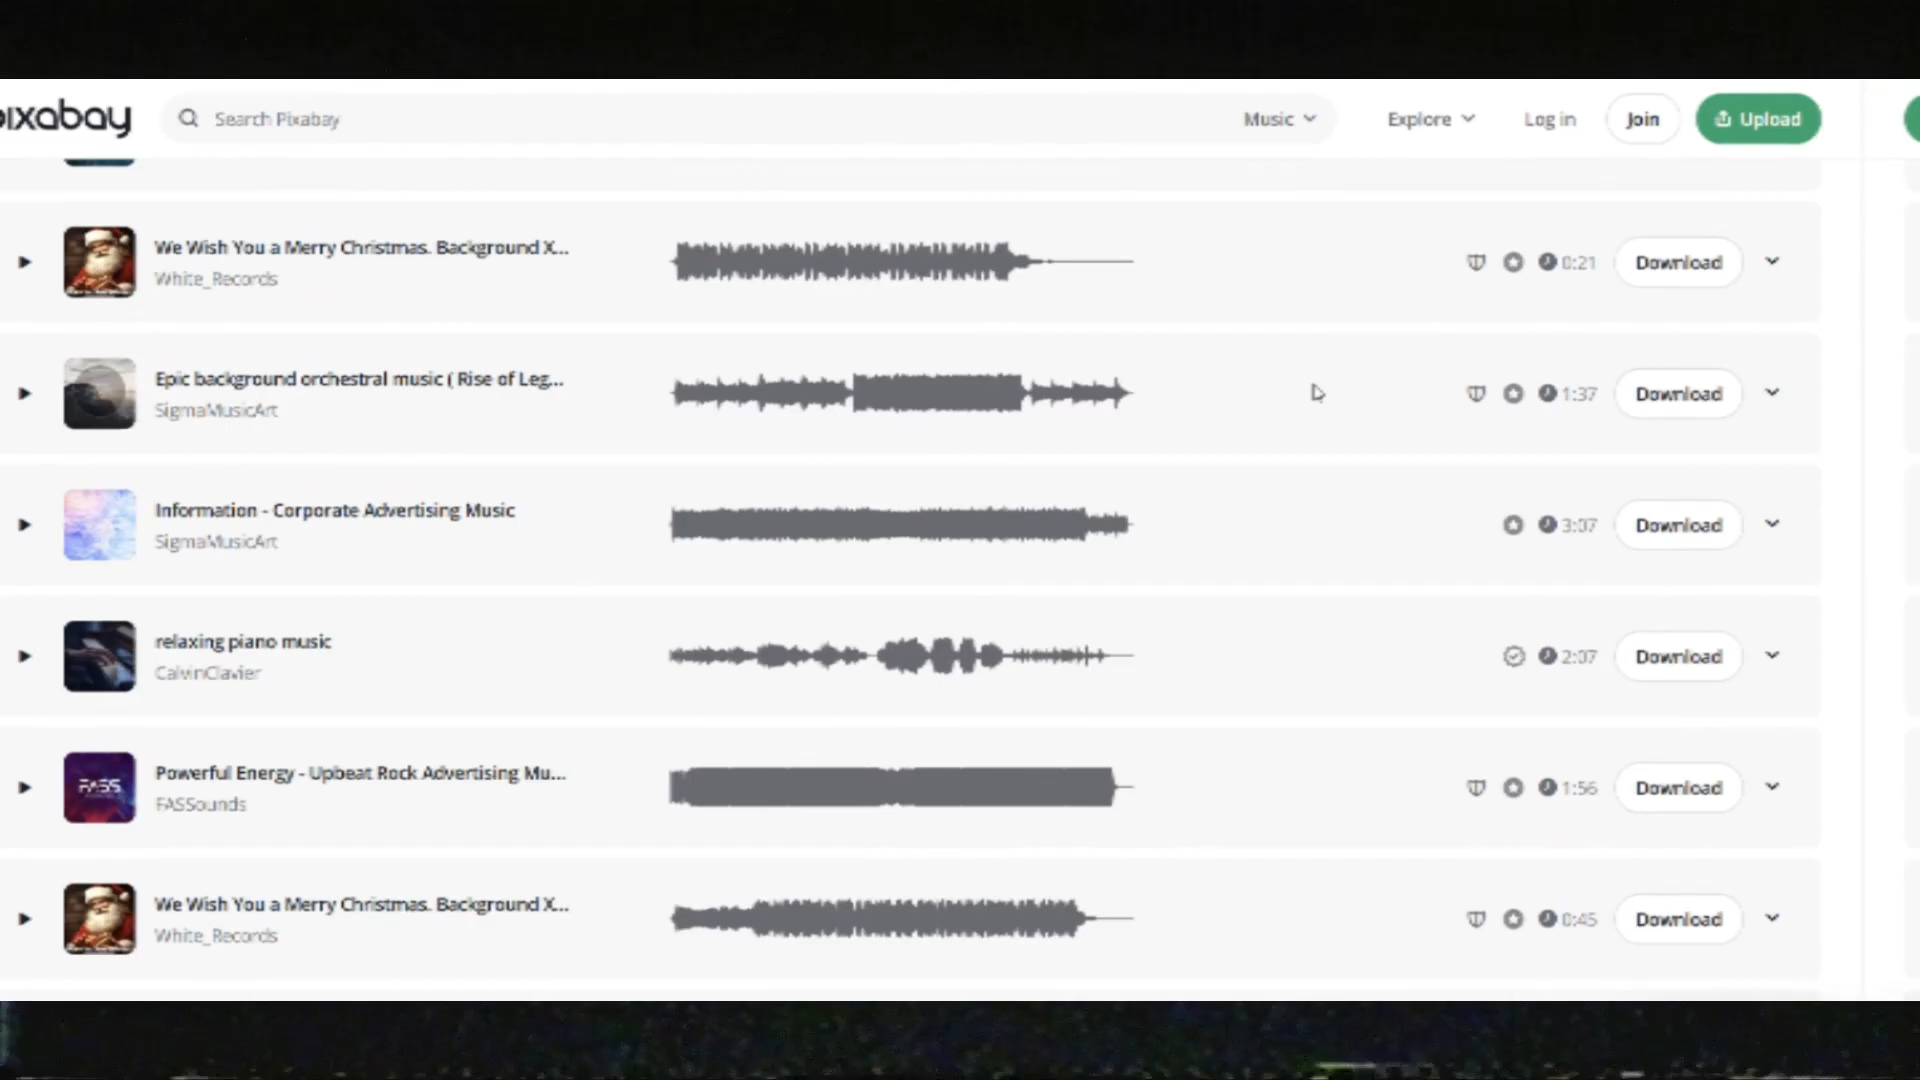 pixabay Search Pixabay Music Explore Log in Join Upload
We Wish You a Merry Christmas. Background X... 0:21 Download
White_Records
Epic background orchestral music ( Rise of Leg... 1:37 Download
SigmaMusicArt
Information - Corporate Advertising Music 3:07 Download
SigmaMusicArt
relaxing piano music 2:07 Download
CalvinClavier
Powerful Energy - Upbeat Rock Advertising Mu... 1:56 Download
FASSounds
FASS
We Wish You a Merry Christmas. Background X... 0:45 Download
White_Records